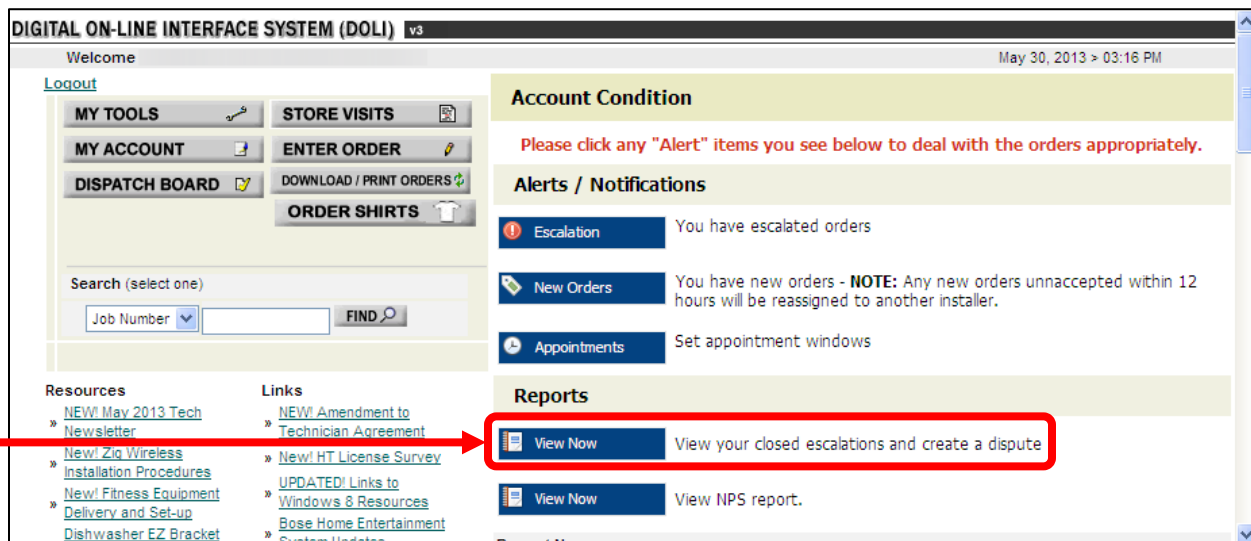 DIGITAL ON-LINE INTERFACE SYSTEM (DOLI) v3
Welcome
May 30, 2013 > 03:16 PM
Logout
MY TOOLS
STORE VISITS
MY ACCOUNT
ENTER ORDER
DISPATCH BOARD
DOWNLOAD / PRINT ORDERS
ORDER SHIRTS
Search (select one)
Job Number
FIND
Account Condition
Please click any "Alert" items you see below to deal with the orders appropriately.
Alerts / Notifications
Escalation
You have escalated orders
New Orders
You have new orders - NOTE: Any new orders unnaccepted within 12
hours will be reassigned to another installer.
Appointments
Set appointment windows
Resources
» NEW! May 2013 Tech
Newsletter
» New! Zig Wireless
Installation Procedures
» New! Fitness Equipment
Delivery and Set-up
Dishwasher EZ Bracket
Links
» NEW! Amendment to
Technician Agreement
» New! HT License Survey
» UPDATED! Links to
Windows 8 Resources
» Bose Home Entertainment
System Updates
Reports
View Now
View your closed escalations and create a dispute
View Now
View NPS report.